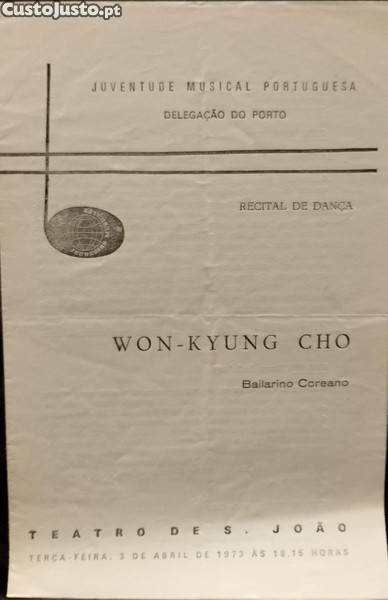 CustoJusto.pt
JUVENTUDE MUSICAL PORTUGUESA
DELEGAÇÃO DO PORTO
RECITAL DE DANÇA
WON-KYUNG CHO
Bailarino Coreano
TEATRO DE S. JOÃO
TERÇA-FEIRA, 3 DE ABRIL DE 1973 ÀS 18,15 HORAS